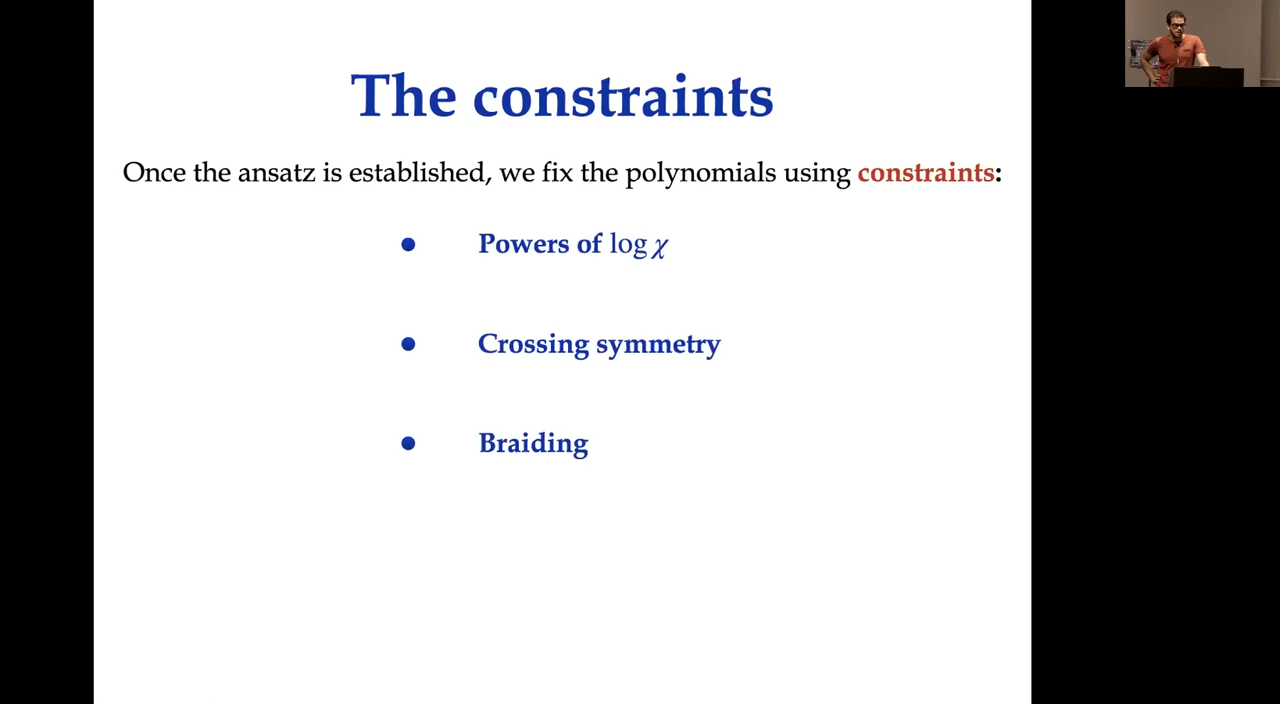 The constraints
Once the ansatz is established, we fix the polynomials using constraints:
● Powers of log χ
● Crossing symmetry
● Braiding